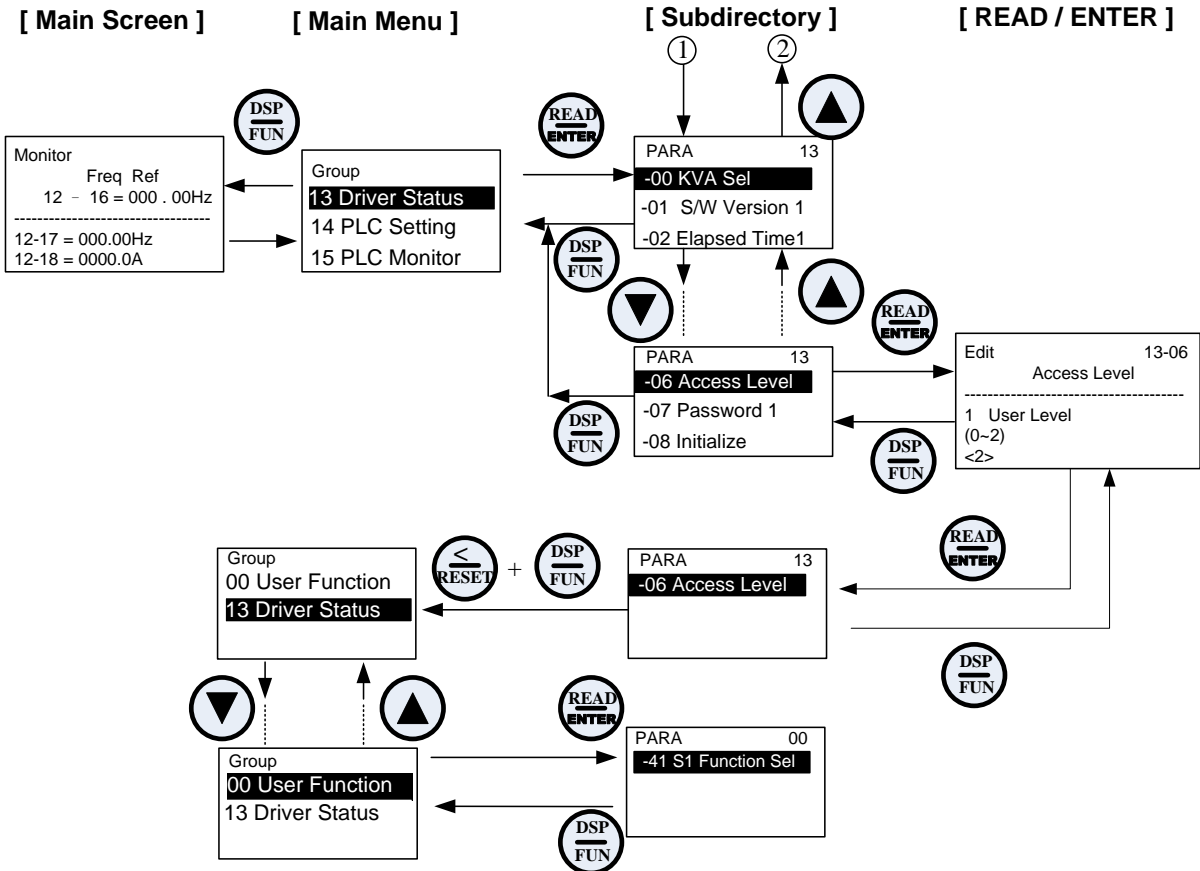 [ Main Screen ]
[ Main Menu ]
[ Subdirectory ]
[ READ / ENTER ]
1
2
DSP
FUN
READ
ENTER
Monitor
Freq Ref
12 - 16 = 000 . 00Hz
12-17 = 000.00Hz
12-18 = 0000.0A
Group
13 Driver Status
14 PLC Setting
15 PLC Monitor
PARA 13
-00 KVA Sel
-01 S/W Version 1
-02 Elapsed Time1
DSP
FUN
READ
ENTER
PARA 13
-06 Access Level
-07 Password 1
-08 Initialize
DSP
FUN
Edit 13-06
Access Level
1 User Level
(0~2)
<2>
DSP
FUN
READ
ENTER
Group
00 User Function
13 Driver Status
<
RESET
+
DSP
FUN
PARA 13
-06 Access Level
DSP
FUN
READ
ENTER
Group
00 User Function
13 Driver Status
PARA 00
-41 S1 Function Sel
DSP
FUN